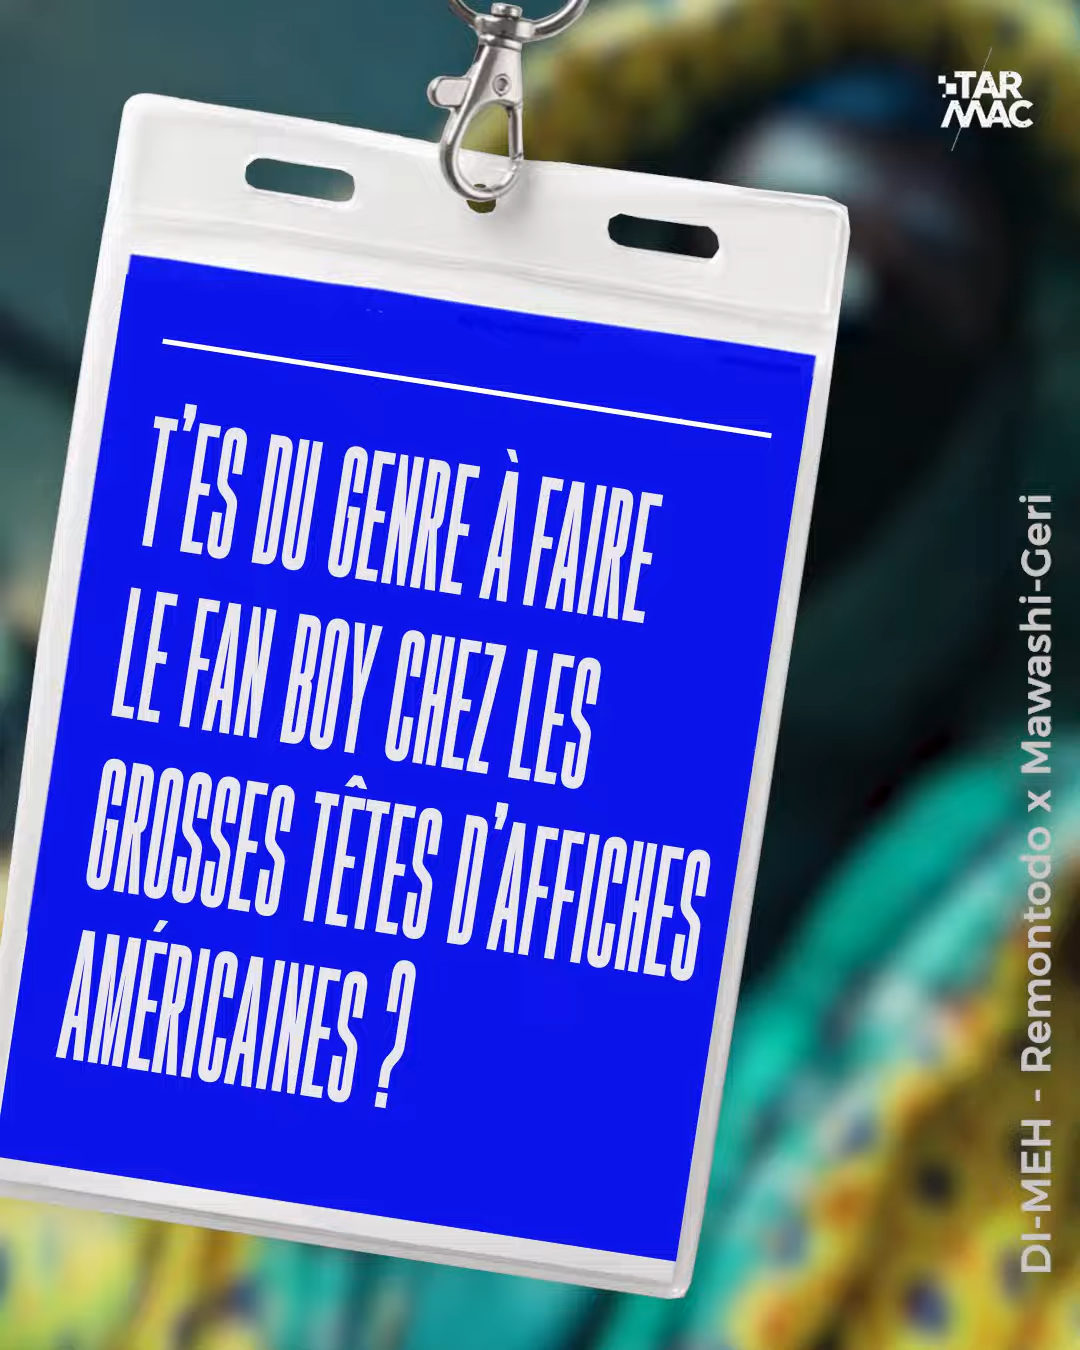 TAR
MAC
T'ES DU GENRE À FAIRE
LE FAN BOY CHEZ LES
GROSSES TÊTES D'AFFICHES
AMÉRICAINES ?
DI-MEH - Remontodo x Mawashi-Geri